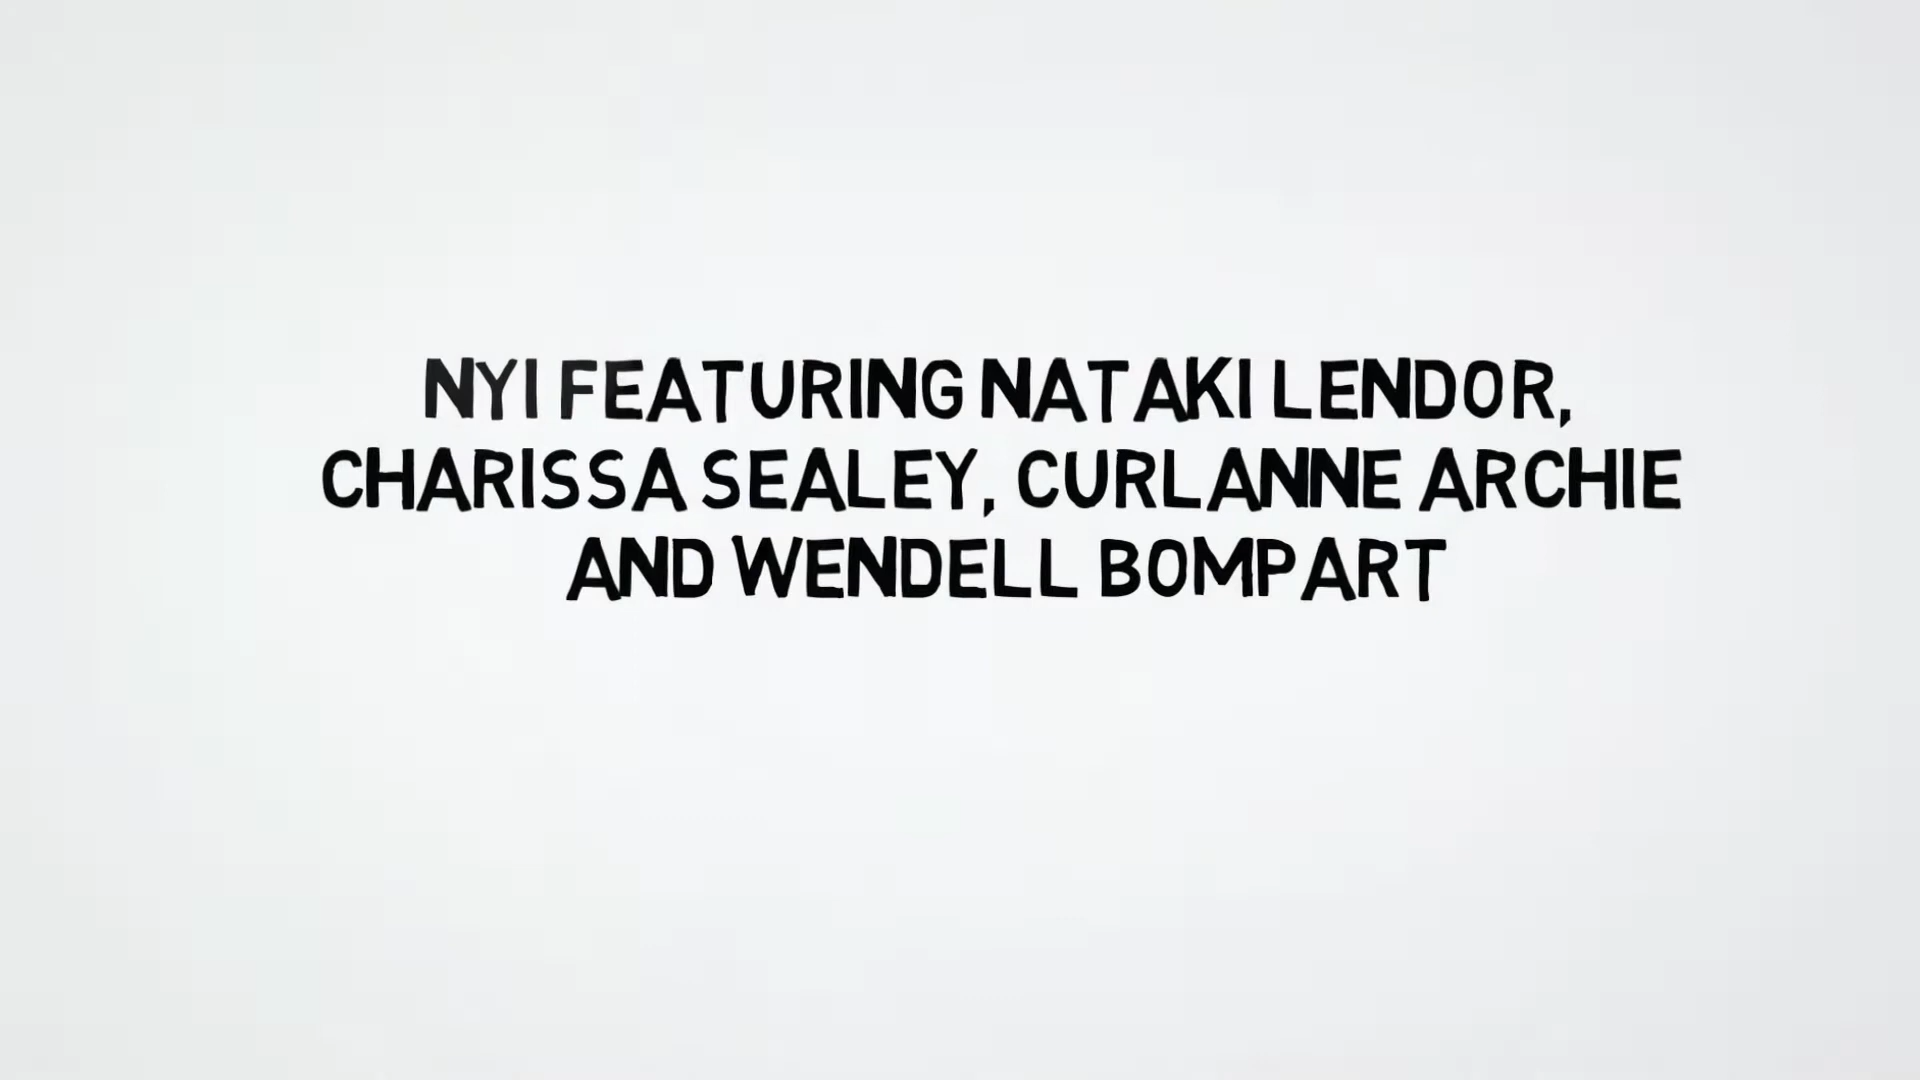 NYI FEATURING NATAKI LENDOR,
CHARISSA SEALEY, CURLANNE ARCHIE
AND WENDELL BOMPART